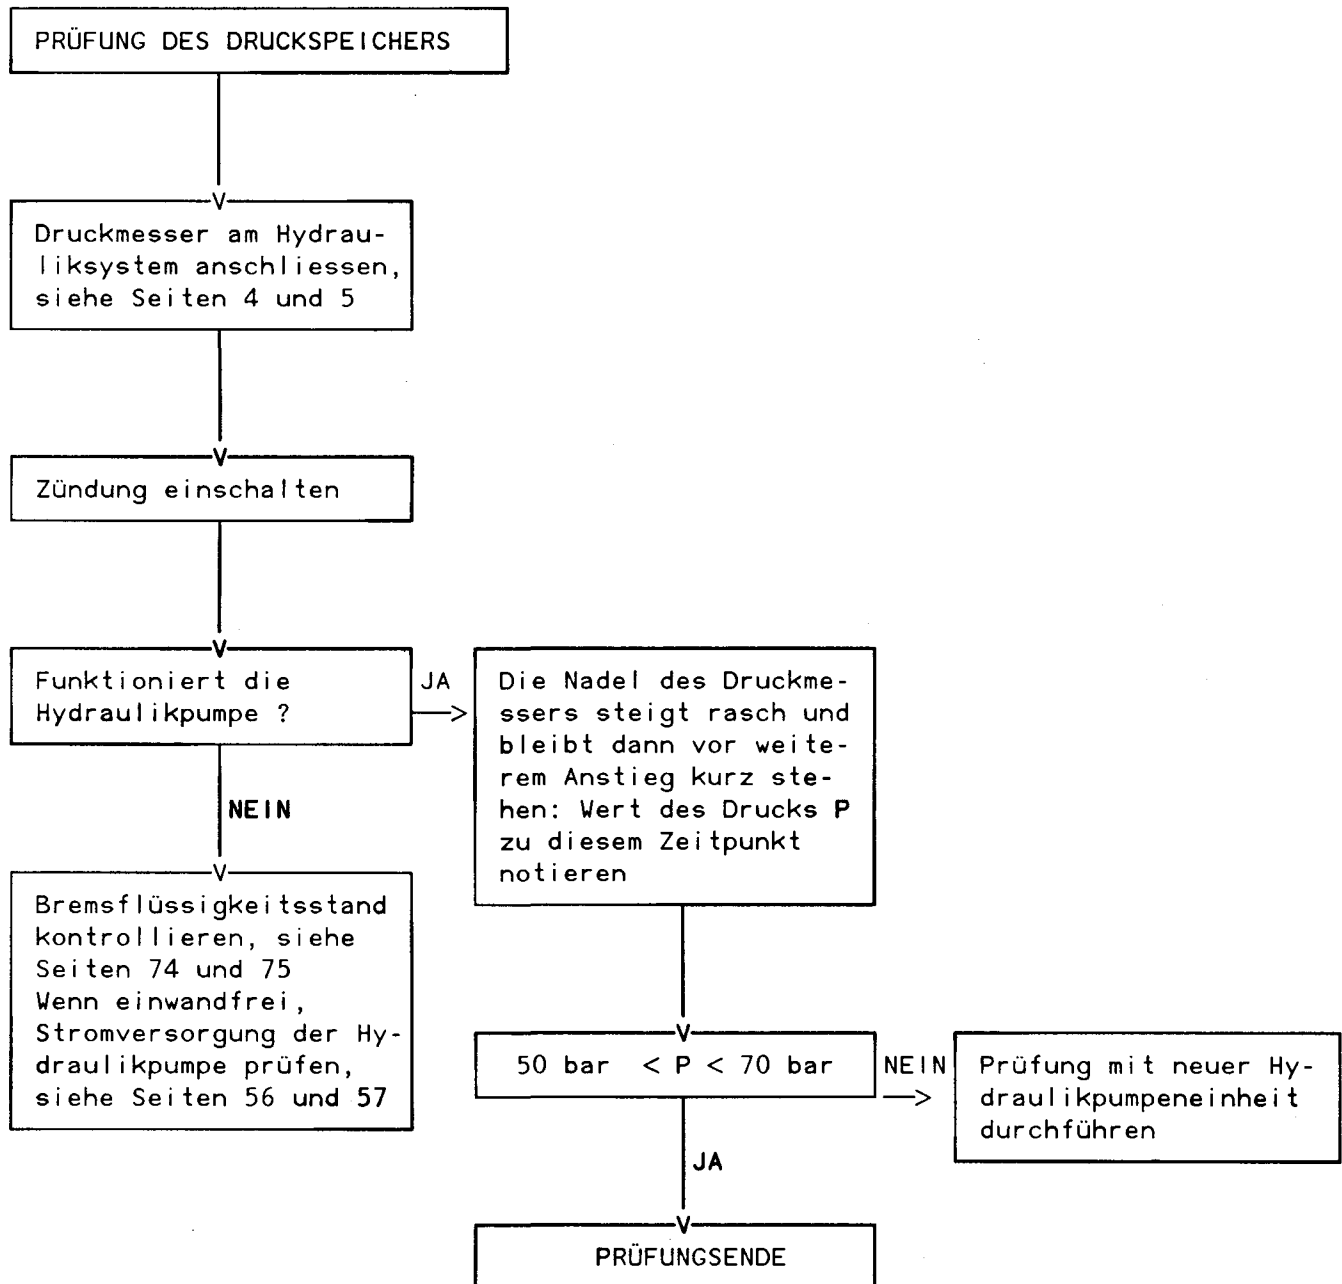 PRÜFUNG DES DRUCKSPEICHERS
Druckmesser am Hydrau-
liksystem anschliessen,
siehe Seiten 4 und 5
Zündung einschalten
Funktioniert die
Hydraulikpumpe ?
JA
Die Nadel des Druckme-
ssers steigt rasch und
bleibt dann vor weite-
rem Anstieg kurz ste-
hen: Wert des Drucks P
zu diesem Zeitpunkt
notieren
NEIN
Bremsflüssigkeitsstand
kontrollieren, siehe
Seiten 74 und 75
Wenn einwandfrei,
Stromversorgung der Hy-
draulikpumpe prüfen,
siehe Seiten 56 und 57
50 bar < P < 70 bar
NEIN
Prüfung mit neuer Hy-
draulikpumpeneinheit
durchführen
JA
PRÜFUNGSENDE